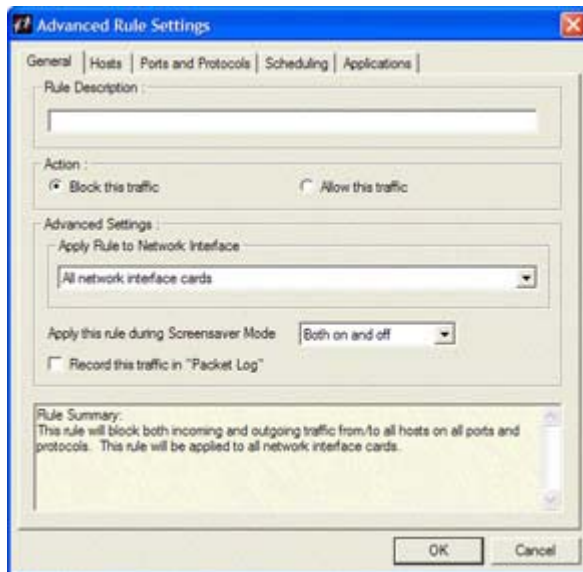 Advanced Rule Settings
General Hosts Ports and Protocols Scheduling Applications
Rule Description :
Action :
Block this traffic Allow this traffic
Advanced Settings :
Apply Rule to Network Interface
All network interface cards
Apply this rule during Screensaver Mode Both on and off
Record this traffic in "Packet Log"
Rule Summary:
This rule will block both incoming and outgoing traffic from/to all hosts on all ports and
protocols. This rule will be applied to all network interface cards.
OK Cancel